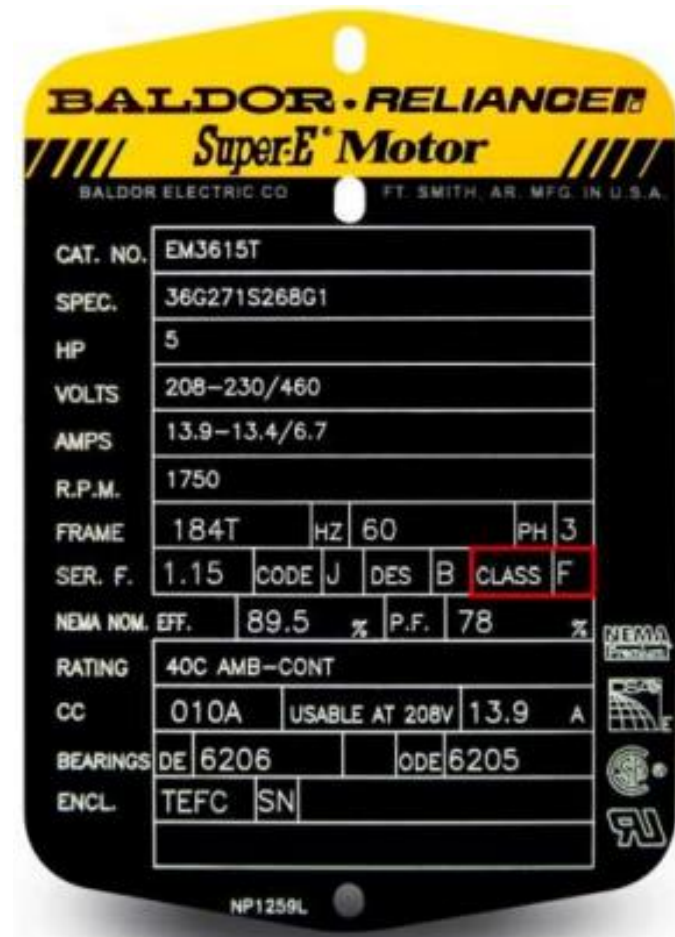 BALDOR • RELIANCER
Super-E® Motor
BALDOR ELECTRIC CO FT. SMITH, AR. MFG. IN U.S.A.
CAT. NO. EM3615T
SPEC. 36G271S268G1
HP 5
VOLTS 208-230/460
AMPS 13.9-13.4/6.7
R.P.M. 1750
FRAME 184T HZ 60 PH 3
SER. F. 1.15 CODE J DES B CLASS F
NEMA NOM. EFF. 89.5 % P.F. 78 %
NEMA
Premium
RATING 40C AMB-CONT
CC 010A USABLE AT 208V 13.9 A
E
BEARINGS DE 6206 ODE 6205
ENCL. TEFC SN
NP1259L